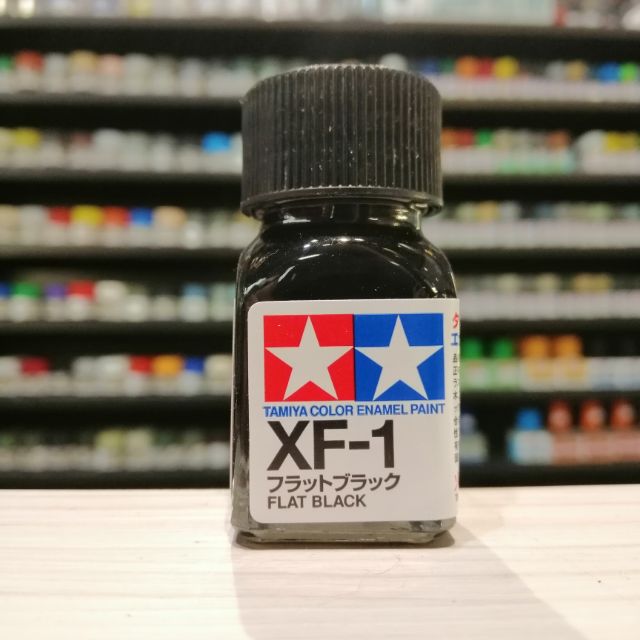 TAMIYA COLOR ENAMEL PAINT
XF-1
フラットブラック
FLAT BLACK